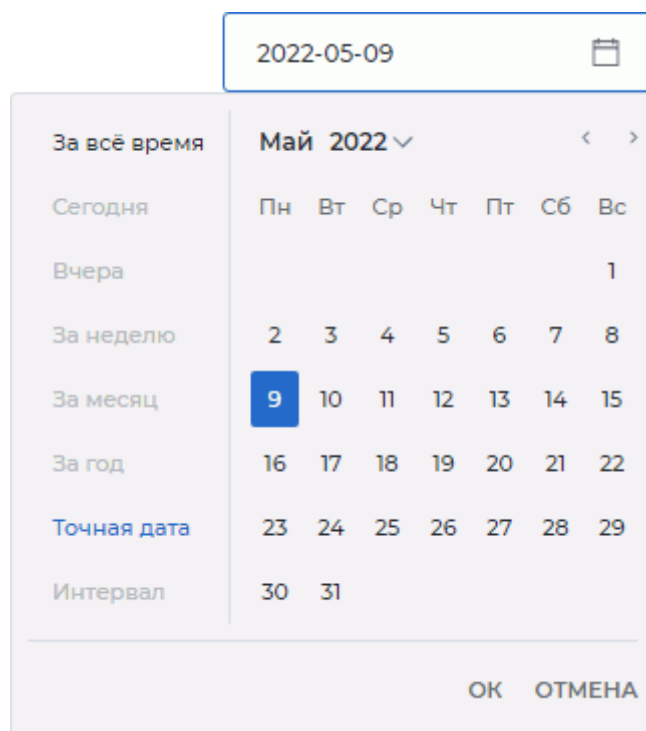 2022-05-09
За всё время
Сегодня
Вчера
За неделю
За месяц
За год
Точная дата
Интервал
Май 2022
Пн Вт Ср Чт Пт Сб Вс
1
2 3 4 5 6 7 8
9 10 11 12 13 14 15
16 17 18 19 20 21 22
23 24 25 26 27 28 29
30 31
ОК ОТМЕНА